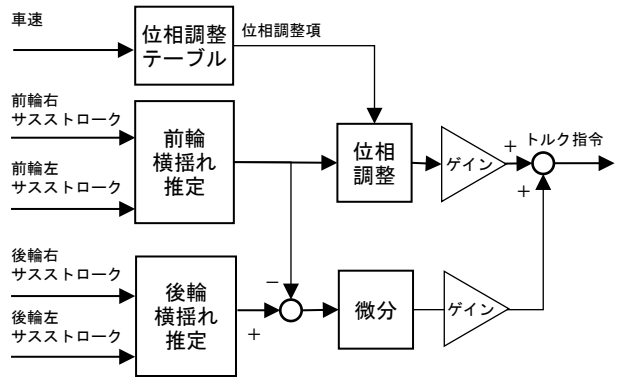 車速
位相調整
テーブル
位相調整項
前輪右
サスストローク
前輪左
サスストローク
前輪
横揺れ
推定
位相
調整
ゲイン
+
トルク指令
+
後輪右
サスストローク
後輪左
サスストローク
後輪
横揺れ
推定
−
+
微分
ゲイン